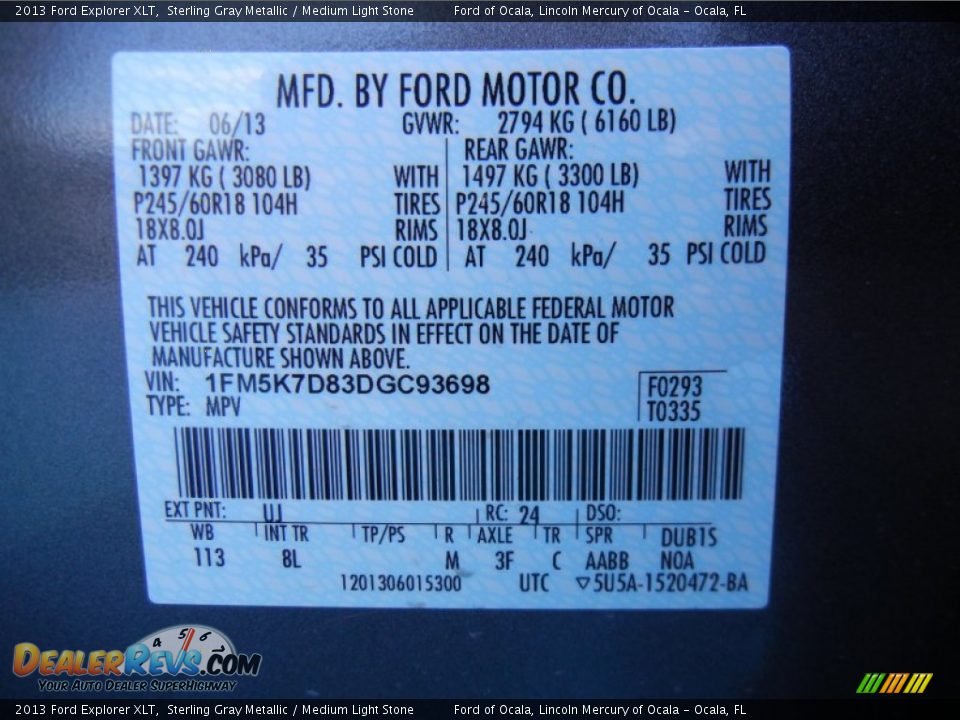 2013 Ford Explorer XLT, Sterling Gray Metallic / Medium Light Stone Ford of Ocala, Lincoln Mercury of Ocala - Ocala, FL
MFD. BY FORD MOTOR CO.
DATE: 06/13 GVWR: 2794 KG ( 6160 LB)
FRONT GAWR: REAR GAWR:
1397 KG ( 3080 LB) WITH 1497 KG ( 3300 LB) WITH
P245/60R18 104H TIRES P245/60R18 104H TIRES
18X8.0J RIMS 18X8.0J RIMS
AT 240 kPa/ 35 PSI COLD AT 240 kPa/ 35 PSI COLD
THIS VEHICLE CONFORMS TO ALL APPLICABLE FEDERAL MOTOR
VEHICLE SAFETY STANDARDS IN EFFECT ON THE DATE OF
MANUFACTURE SHOWN ABOVE.
VIN: 1FM5K7D83DGC93698 F0293
TYPE: MPV T0335
EXT PNT: UJ RC: 24 DSO:
WB INT TR TP/PS R AXLE TR SPR DUB1S
113 8L M 3F C AABB NOA
1201306015300 UTC ▽5U5A-1520472-BA
4 5 6
DEALERREVS.COM
YOUR AUTO DEALER SUPERHIGHWAY
2013 Ford Explorer XLT, Sterling Gray Metallic / Medium Light Stone Ford of Ocala, Lincoln Mercury of Ocala - Ocala, FL